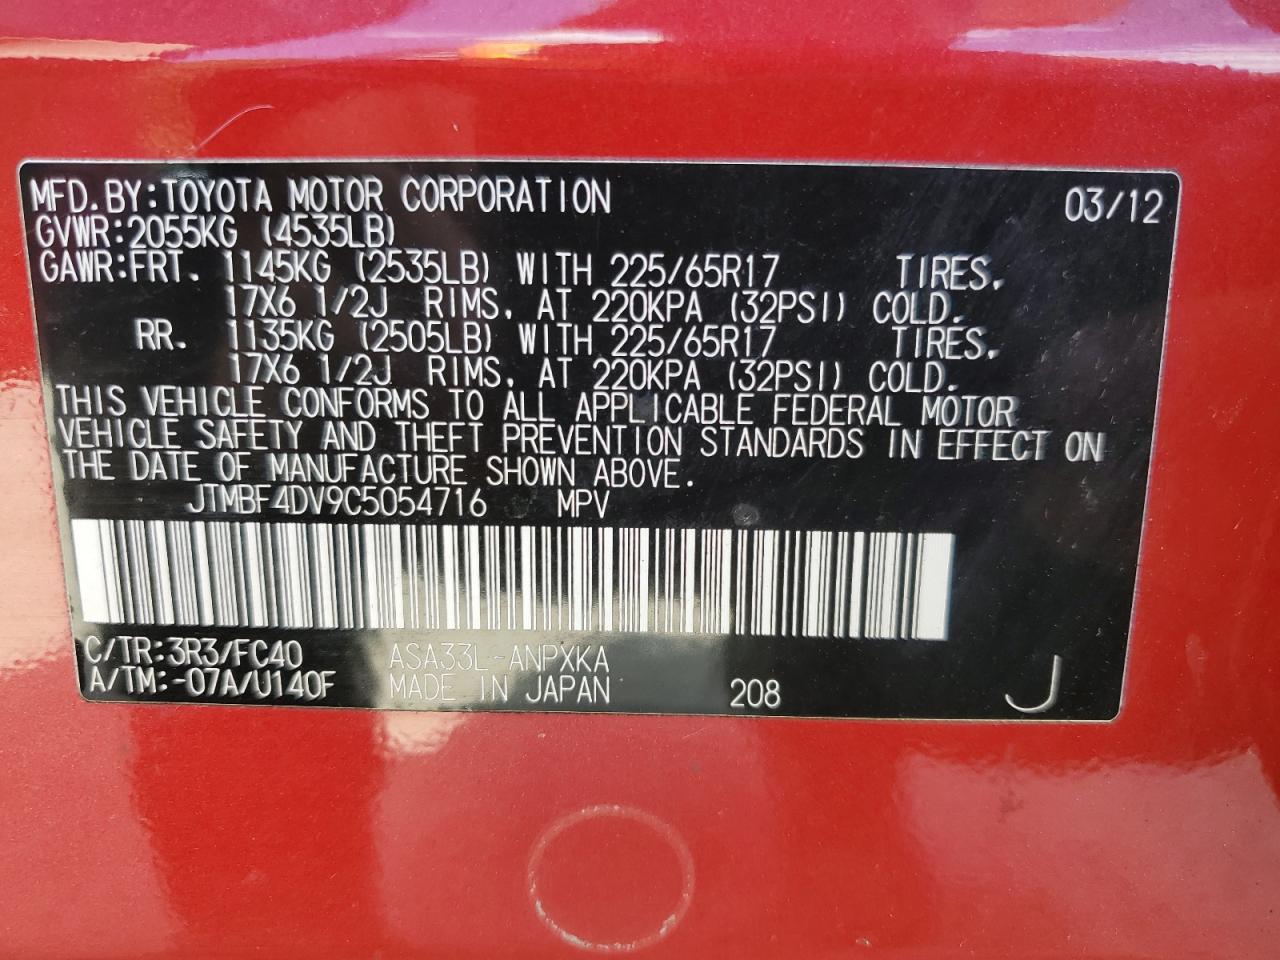 MFD.BY:TOYOTA MOTOR CORPORATION 03/12
GVWR:2055KG (4535LB)
GAWR:FRT. 1145KG (2535LB) WITH 225/65R17 TIRES,
17X6 1/2J RIMS, AT 220KPA (32PSI) COLD.
RR. 1135KG (2505LB) WITH 225/65R17 TIRES,
17X6 1/2J RIMS, AT 220KPA (32PSI) COLD.
THIS VEHICLE CONFORMS TO ALL APPLICABLE FEDERAL MOTOR
VEHICLE SAFETY AND THEFT PREVENTION STANDARDS IN EFFECT ON
THE DATE OF MANUFACTURE SHOWN ABOVE.
JTMBF4DV9C5054716 MPV
C/TR:3R3/FC40 ASA33L-ANPXKA
A/TM:-07A/U140F MADE IN JAPAN 208 J